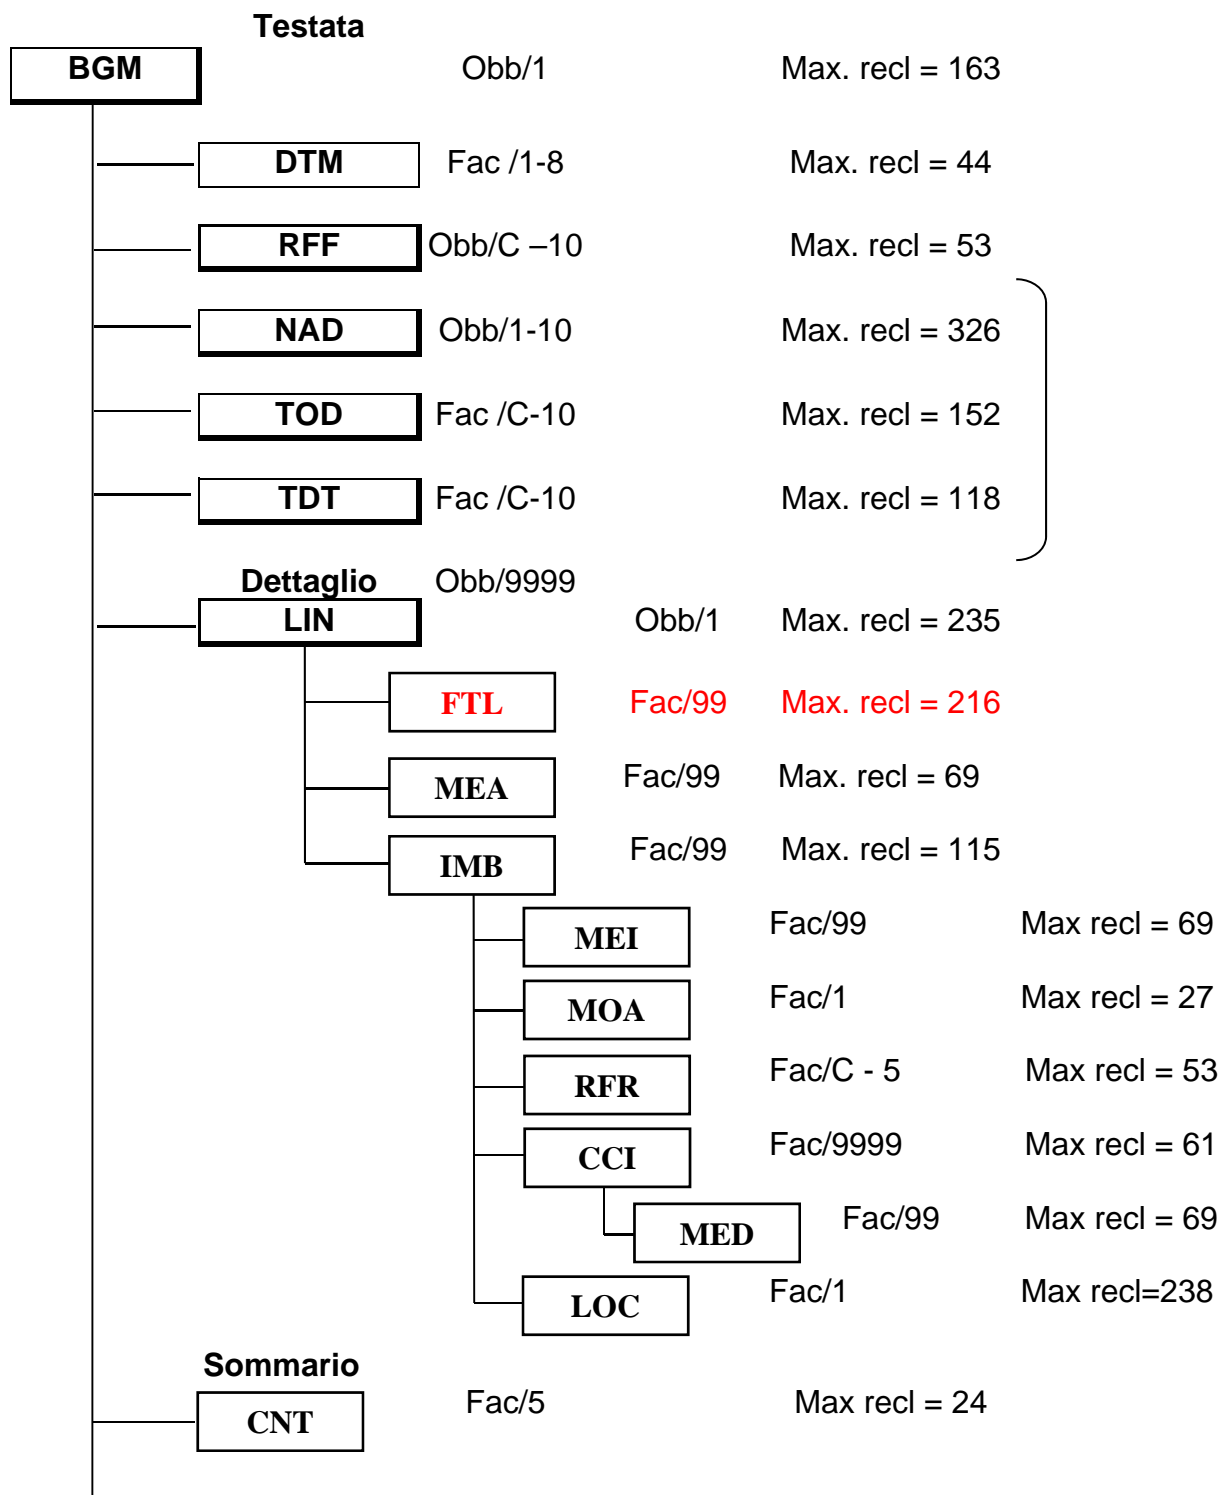 Testata
BGM Obb/1 Max. recl = 163
DTM Fac /1-8 Max. recl = 44
RFF Obb/C –10 Max. recl = 53
NAD Obb/1-10 Max. recl = 326
TOD Fac /C-10 Max. recl = 152
TDT Fac /C-10 Max. recl = 118
Dettaglio Obb/9999
LIN Obb/1 Max. recl = 235
FTL Fac/99 Max. recl = 216
MEA Fac/99 Max. recl = 69
IMB Fac/99 Max. recl = 115
MEI Fac/99 Max recl = 69
MOA Fac/1 Max recl = 27
RFR Fac/C - 5 Max recl = 53
CCI Fac/9999 Max recl = 61
MED Fac/99 Max recl = 69
LOC Fac/1 Max recl=238
Sommario
CNT Fac/5 Max recl = 24